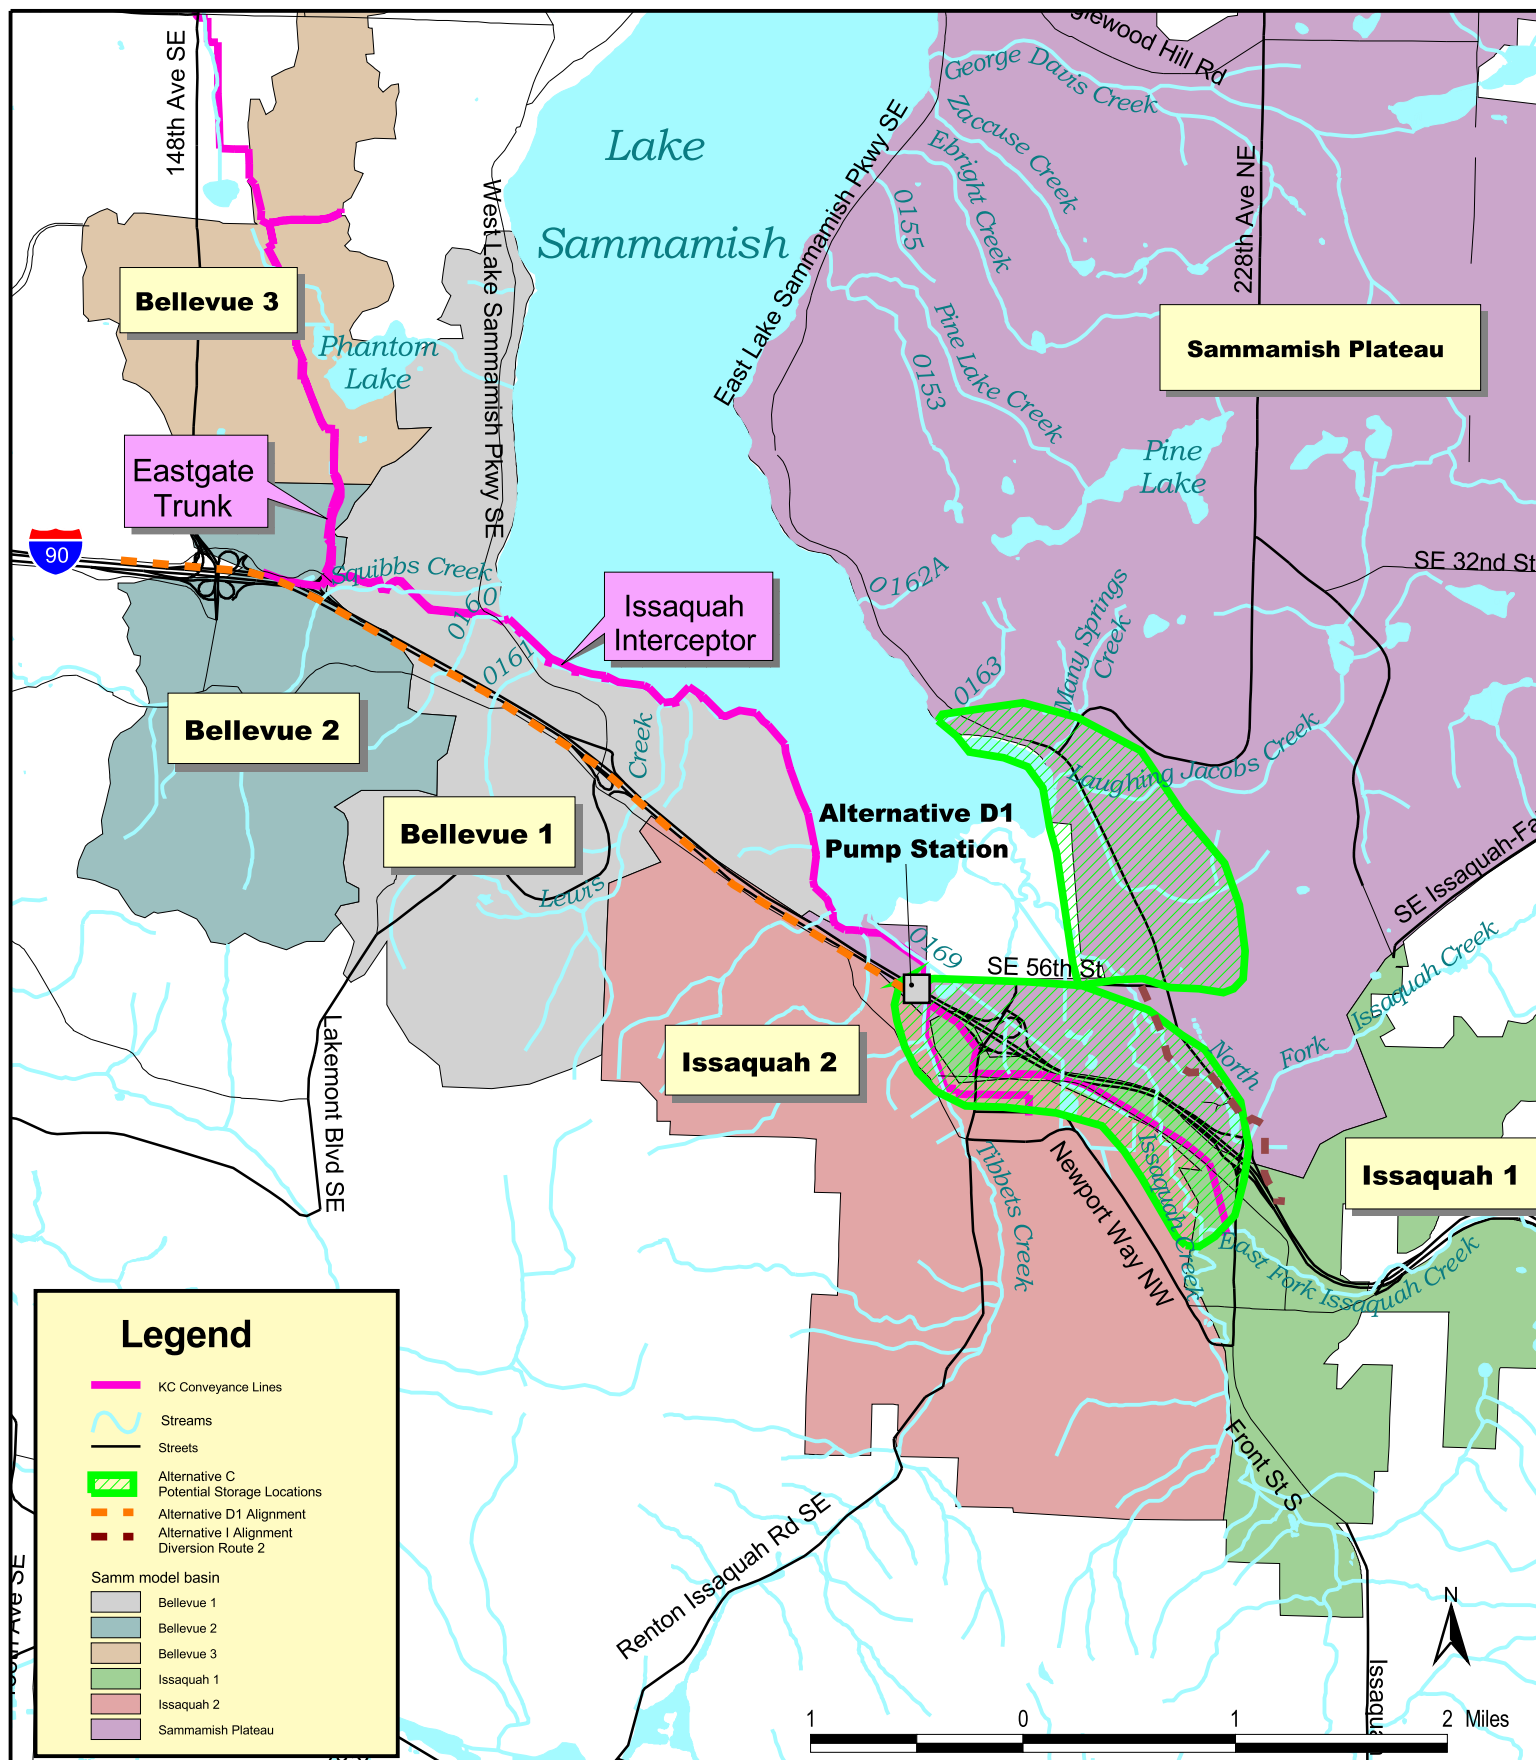 glewood Hill Rd
George Davis Creek
148th Ave SE
Lake
Sammamish
Zaccuse Creek
Ebright Creek
0155
228th Ave NE
West Lake Sammamish Pkwy SE
East Lake Sammamish Pkwy SE
Bellevue 3
Phantom
Lake
Pine Lake Creek
0153
Sammamish Plateau
Eastgate
Trunk
Pine
Lake
90
Squibbs Creek
0160
0161
Issaquah
Interceptor
0162A
SE 32nd St
Many Springs
Creek
0163
Bellevue 2
Creek
Laughing Jacobs Creek
Bellevue 1
Lewis
Alternative D1
Pump Station
SE Issaquah-Fa
0169
SE 56th St
Issaquah Creek
Fork
North
Lakemont Blvd SE
Issaquah 2
Issaquah 1
Tibbets Creek
Newport Way NW
Issaquah Creek
East Fork Issaquah Creek
Front St S
Renton Issaquah Rd SE
Issaqua
Legend
KC Conveyance Lines
Streams
Streets
Alternative C
Potential Storage Locations
Alternative D1 Alignment
Alternative I Alignment
Diversion Route 2
Samm model basin
Bellevue 1
Bellevue 2
Bellevue 3
Issaquah 1
Issaquah 2
Sammamish Plateau
Ave SE
N
1 0 1 2 Miles